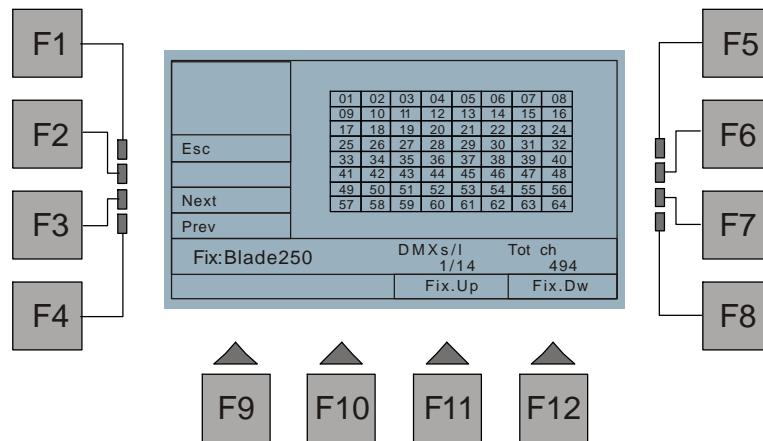 F1
F2
F3
F4
F5
F6
F7
F8
01 02 03 04 05 06 07 08
09 10 11 12 13 14 15 16
17 18 19 20 21 22 23 24
25 26 27 28 29 30 31 32
33 34 35 36 37 38 39 40
41 42 43 44 45 46 47 48
49 50 51 52 53 54 55 56
57 58 59 60 61 62 63 64
Esc
Next
Prev
Fix:Blade250
DMXs/l Tot ch
1/14 494
Fix.Up Fix.Dw
F9 F10 F11 F12